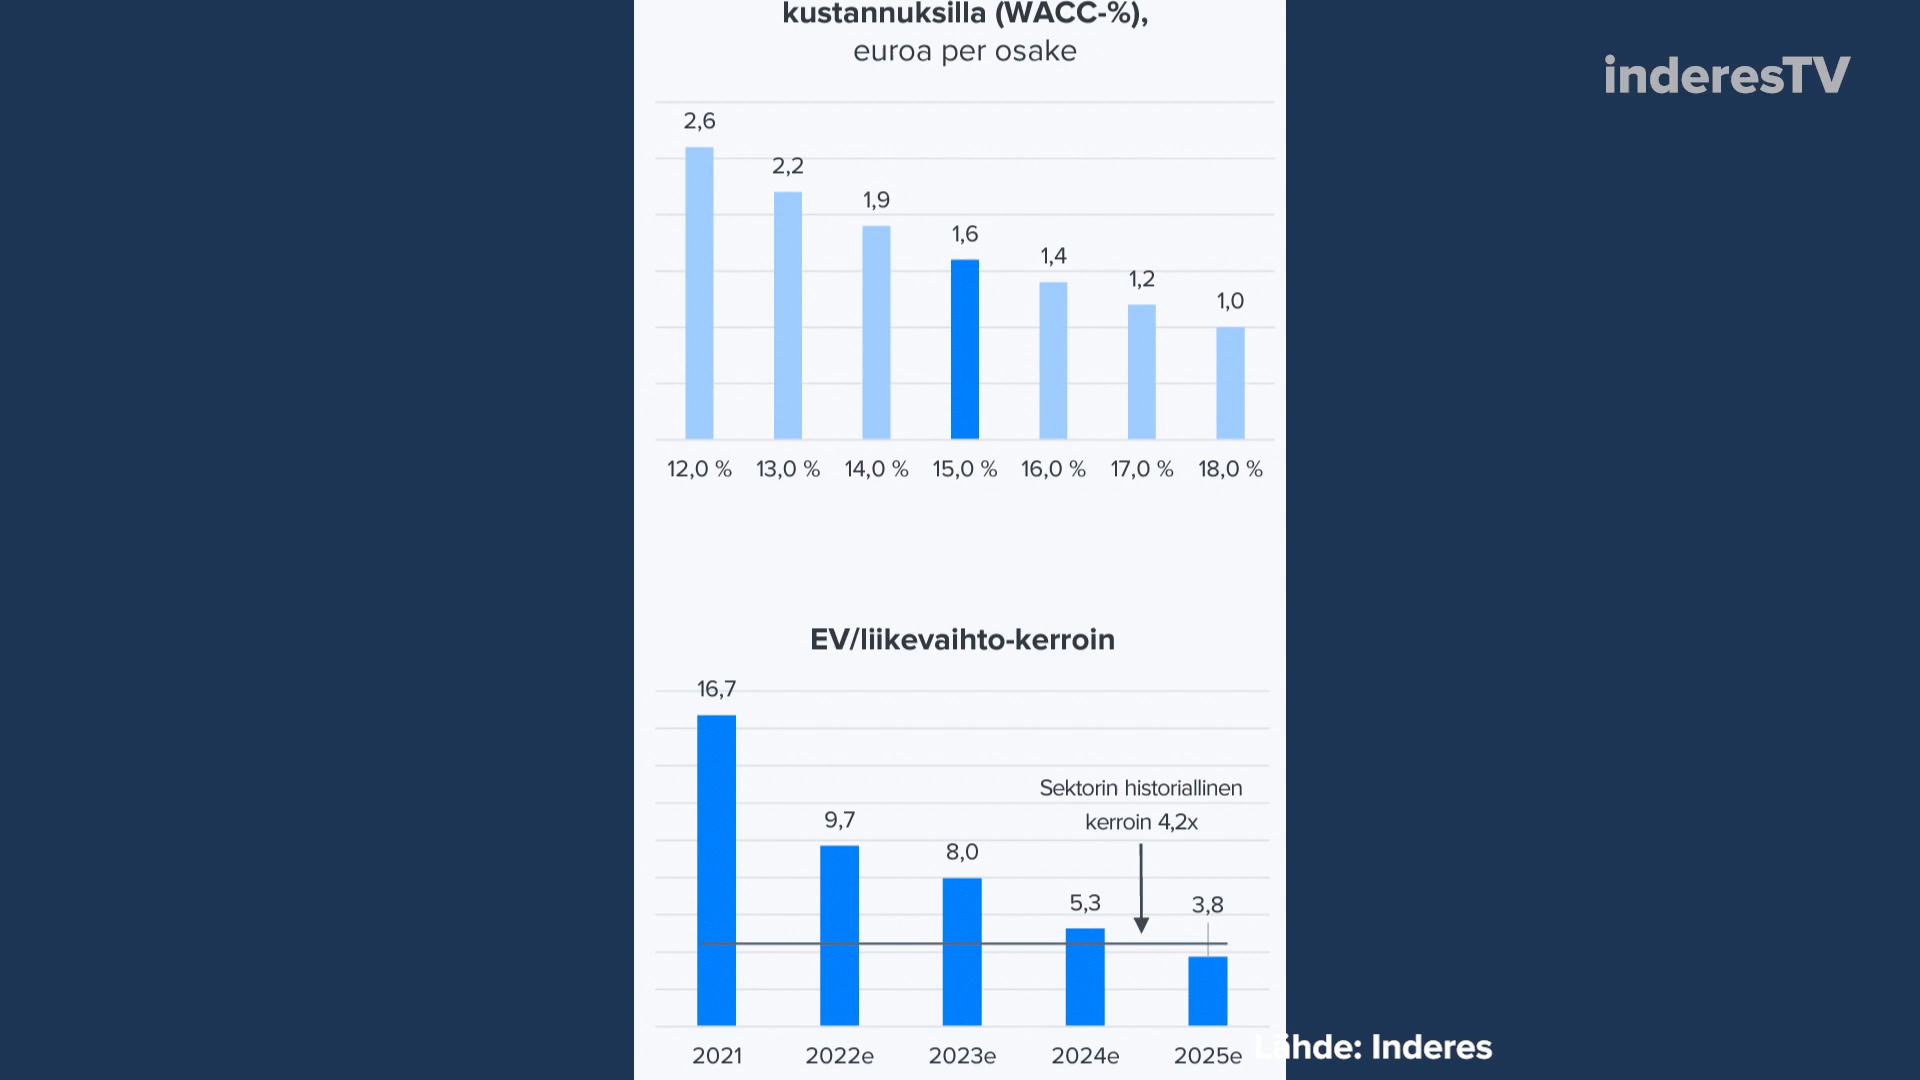 kustannuksilla (WACC-%),
euroa per osake
inderesTV
2,6
2,2
1,9
1,6
1,4
1,2
1,0
12,0 % 13,0 % 14,0 % 15,0 % 16,0 % 17,0 % 18,0 %
EV/liikevaihto-kerroin
16,7
9,7
8,0
5,3
3,8
Sektorin historiallinen
kerroin 4,2x
2021 2022e 2023e 2024e 2025e
Lähde: Inderes